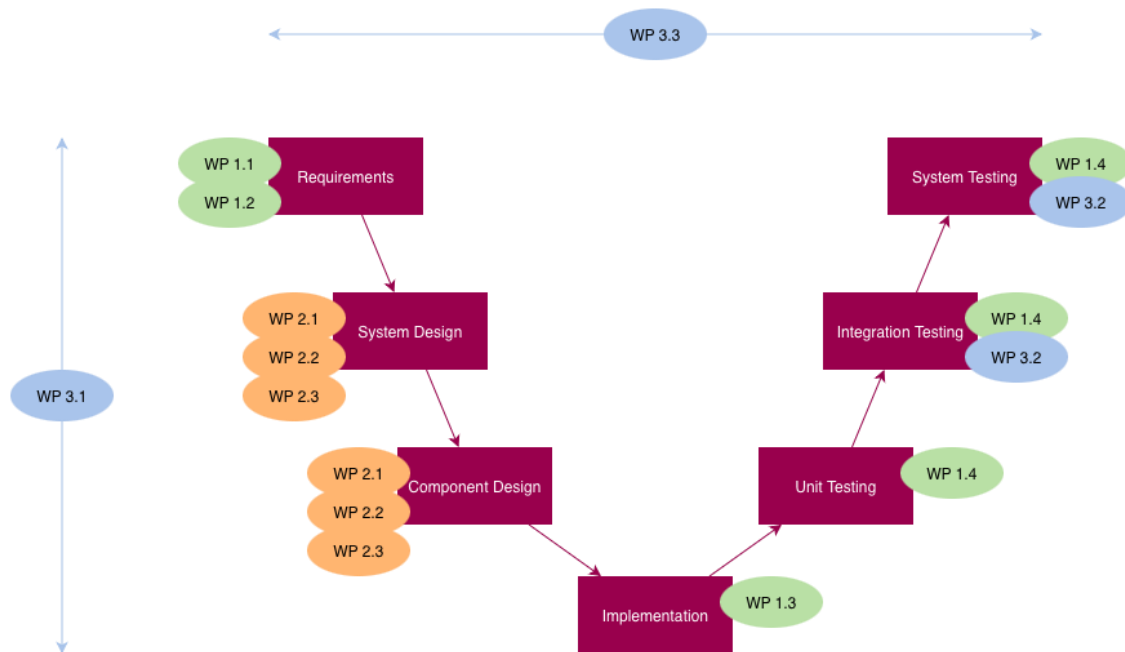 WP 3.3
WP 1.1
WP 1.2
Requirements
System Testing
WP 1.4
WP 3.2
WP 2.1
WP 2.2
WP 2.3
System Design
Integration Testing
WP 1.4
WP 3.2
WP 3.1
WP 2.1
WP 2.2
WP 2.3
Component Design
Unit Testing
WP 1.4
Implementation
WP 1.3